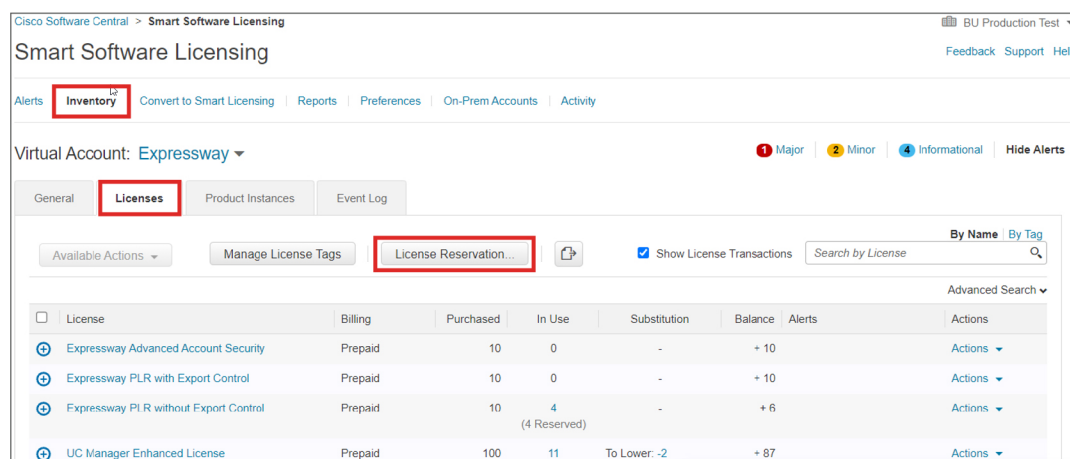 Cisco Software Central > Smart Software Licensing
BU Production Test
Smart Software Licensing
Feedback Support Hel
Alerts Inventory Convert to Smart Licensing Reports Preferences On-Prem Accounts Activity
Virtual Account: Expressway
1 Major 2 Minor 4 Informational Hide Alerts
General Licenses Product Instances Event Log
By Name By Tag
Available Actions Manage License Tags License Reservation... Show License Transactions Search by License
Advanced Search
License Billing Purchased In Use Substitution Balance Alerts Actions
Expressway Advanced Account Security Prepaid 10 0 - + 10 Actions
Expressway PLR with Export Control Prepaid 10 0 - + 10 Actions
Expressway PLR without Export Control Prepaid 10 4 - + 6 Actions
(4 Reserved)
UC Manager Enhanced License Prepaid 100 11 To Lower: -2 + 87 Actions